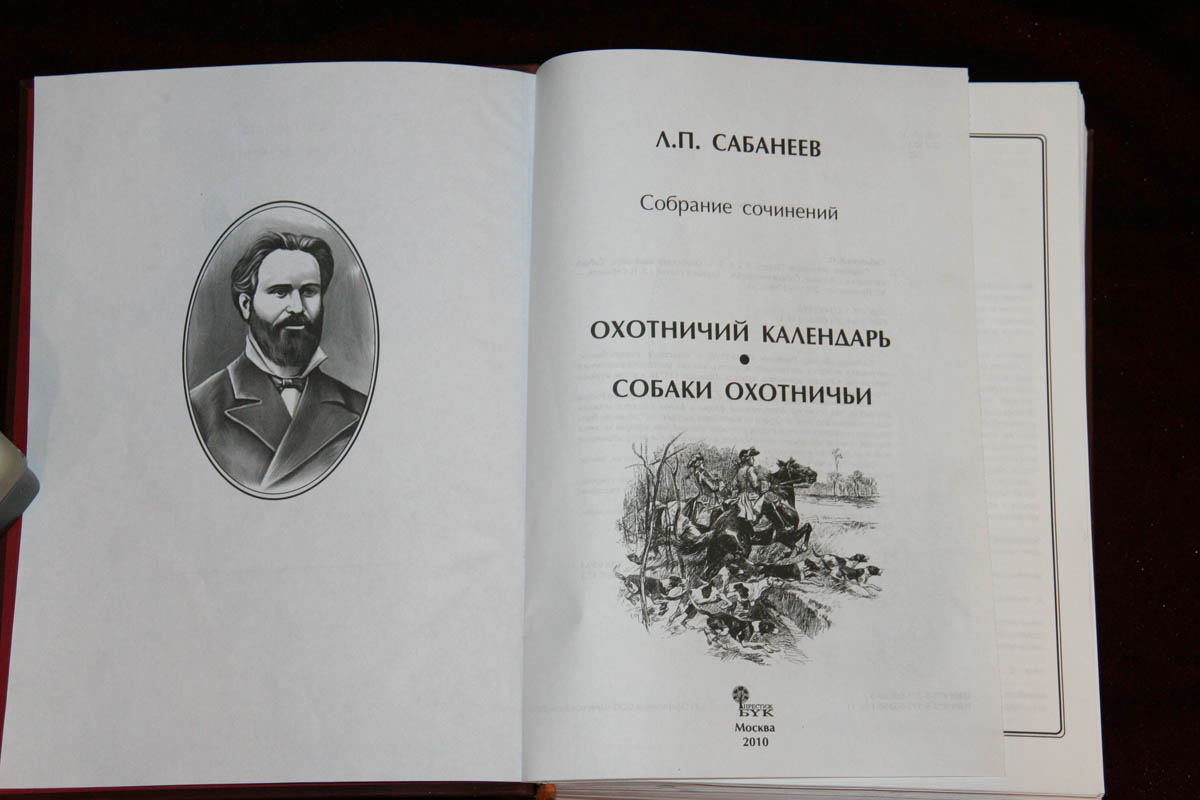 Л.П. САБАНЕЕВ
Собрание сочинений
ОХОТНИЧИЙ КАЛЕНДАРЬ
•
СОБАКИ ОХОТНИЧЬИ
ПРЕСТИЖ
БУК
Москва
2010